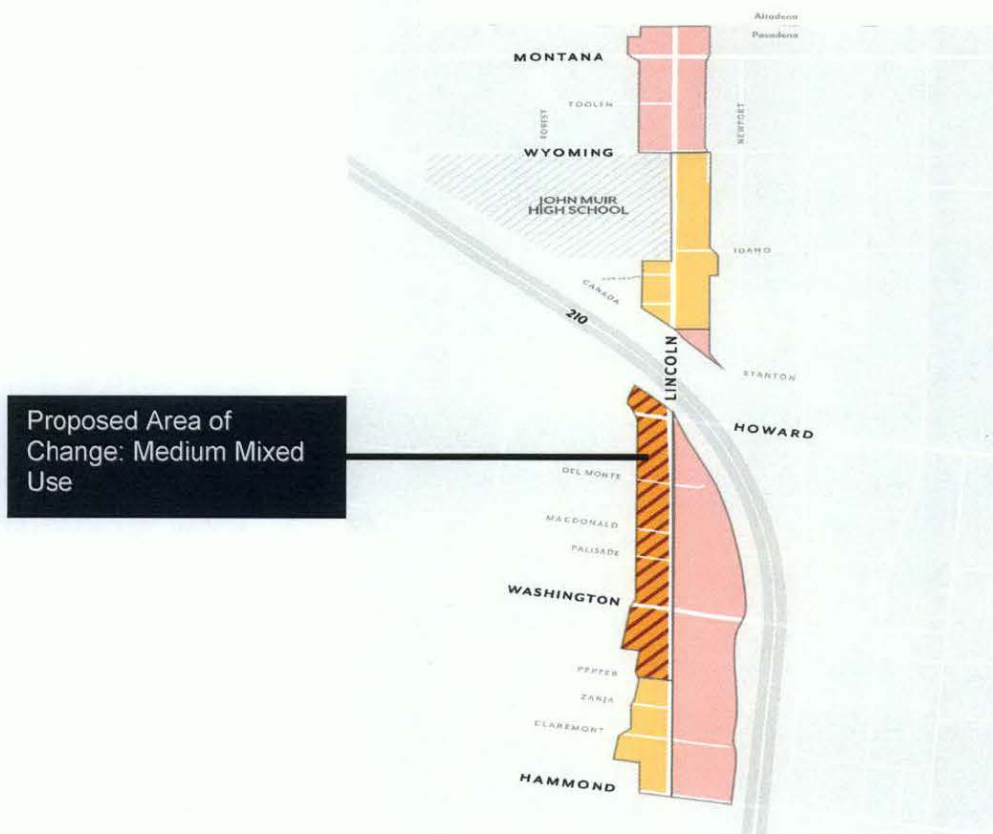 Altadena
Pasadena
MONTANA
TOOLEN
FOREST
NEWPORT
WYOMING
JOHN MUIR
HIGH SCHOOL
IDAHO
CANADA
210
LINCOLN
STANTON
HOWARD
Proposed Area of
Change: Medium Mixed
Use
DEL MONTE
MACDONALD
PALISADE
WASHINGTON
PEPPER
ZANJA
CLAREMONT
HAMMOND